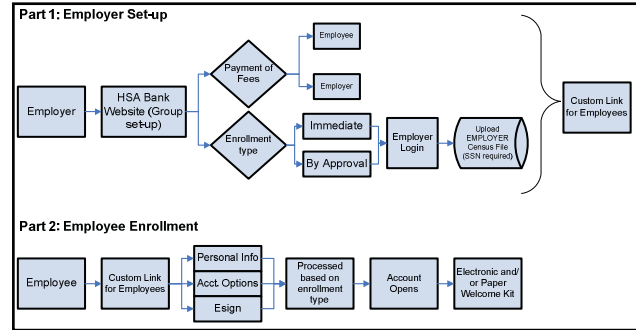 Part 1: Employer Set-up
Employer
HSA Bank
Website (Group
set-up)
Payment of
Fees
Employee
Employer
Enrollment
type
Immediate
By Approval
Employer
Login
Upload
EMPLOYER
Census File
(SSN required)
Custom Link
for Employees
Part 2: Employee Enrollment
Employee
Custom Link
for Employees
Personal Info
Acct. Options
Esign
Processed
based on
enrollment
type
Account
Opens
Electronic and/
or Paper
Welcome Kit